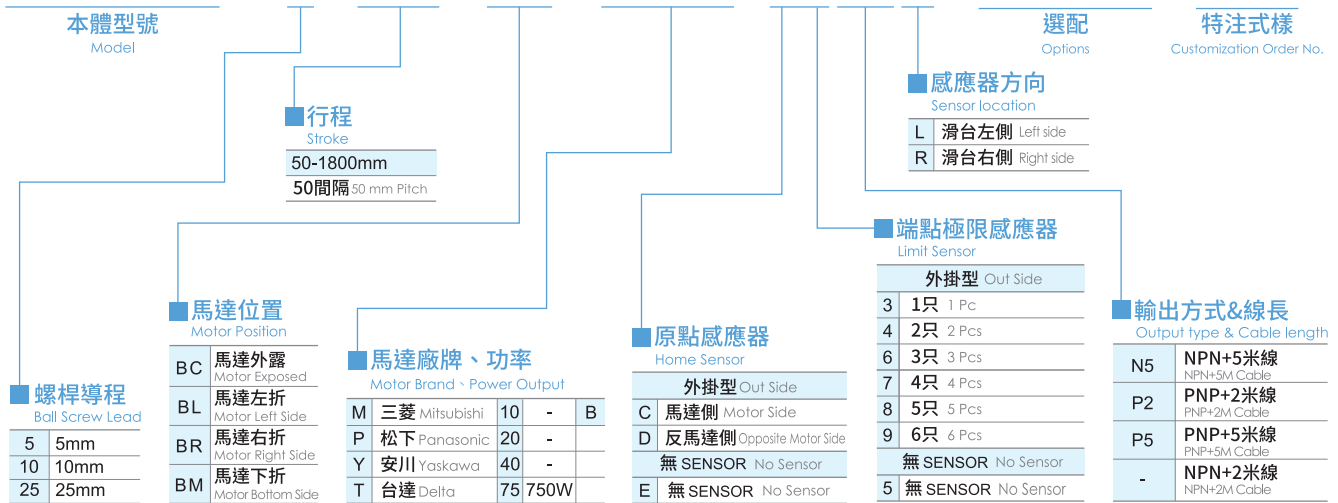 本體型號
Model
選配
Options
特注式樣
Customization Order No.
感應器方向
Sensor location
L 滑台左側 Left side
R 滑台右側 Right side
行程
Stroke
50-1800mm
50間隔 50 mm Pitch
端點極限感應器
Limit Sensor
外掛型 Out Side
3 1只 1 Pc
4 2只 2 Pcs
6 3只 3 Pcs
7 4只 4 Pcs
8 5只 5 Pcs
9 6只 6 Pcs
無 SENSOR No Sensor
5 無 SENSOR No Sensor
馬達位置
Motor Position
BC 馬達外露
Motor Exposed
BL 馬達左折
Motor Left Side
BR 馬達右折
Motor Right Side
BM 馬達下折
Motor Bottom Side
輸出方式&線長
Output type & Cable length
N5 NPN+5米線
NPN+5M Cable
P2 PNP+2米線
PNP+2M Cable
P5 PNP+5米線
PNP+5M Cable
- NPN+2米線
NPN+2M Cable
原點感應器
Home Sensor
外掛型 Out Side
C 馬達側 Motor Side
D 反馬達側 Opposite Motor Side
無 SENSOR No Sensor
E 無 SENSOR No Sensor
馬達廠牌、功率
Motor Brand、Power Output
M 三菱 Mitsubishi 10 - B
P 松下 Panasonic 20 -
Y 安川 Yaskawa 40 -
T 台達 Delta 75 750W
螺桿導程
Ball Screw Lead
5 5mm
10 10mm
25 25mm